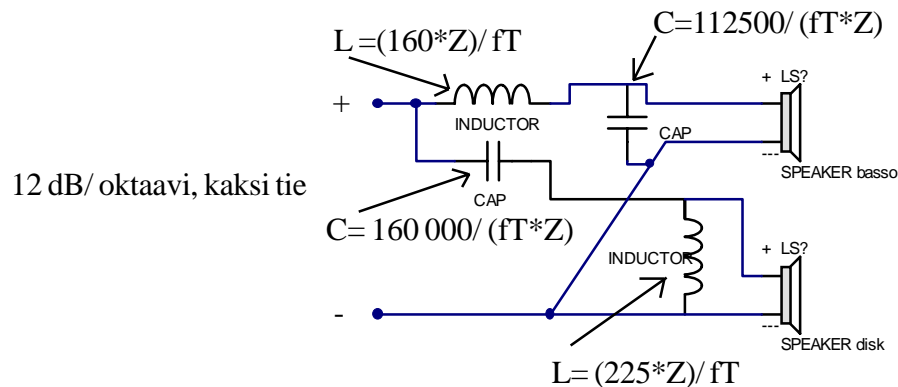 L =(160*Z)/ fT
C=112500/ (fT*Z)
+ LS?
+
INDUCTOR
CAP
---
SPEAKER basso
12 dB/ oktaavi, kaksi tie
CAP
C= 160 000/ (fT*Z)
+ LS?
INDUCTOR
-
---
SPEAKER disk
L= (225*Z)/ fT